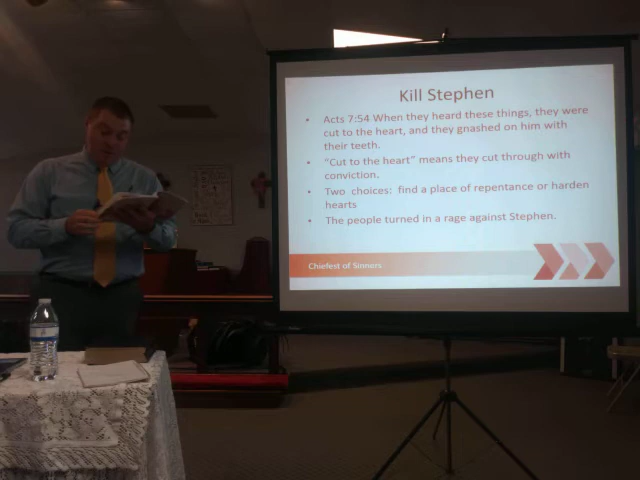 Kill Stephen
• Acts 7:54 When they heard these things, they were
cut to the heart, and they gnashed on him with
their teeth.
• "Cut to the heart" means they cut through with
conviction.
• Two choices: find a place of repentance or harden
hearts
• The people turned in a rage against Stephen.
Chiefest of Sinners